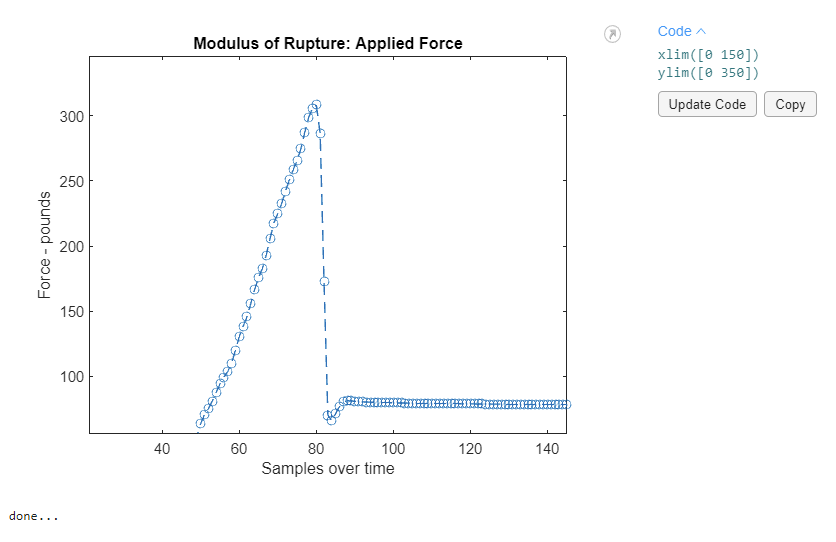 Modulus of Rupture: Applied Force
Code
xlim([0 150])
ylim([0 350])
Update Code Copy
300
250
200
150
100
Force - pounds
40 60 80 100 120 140
Samples over time
done...